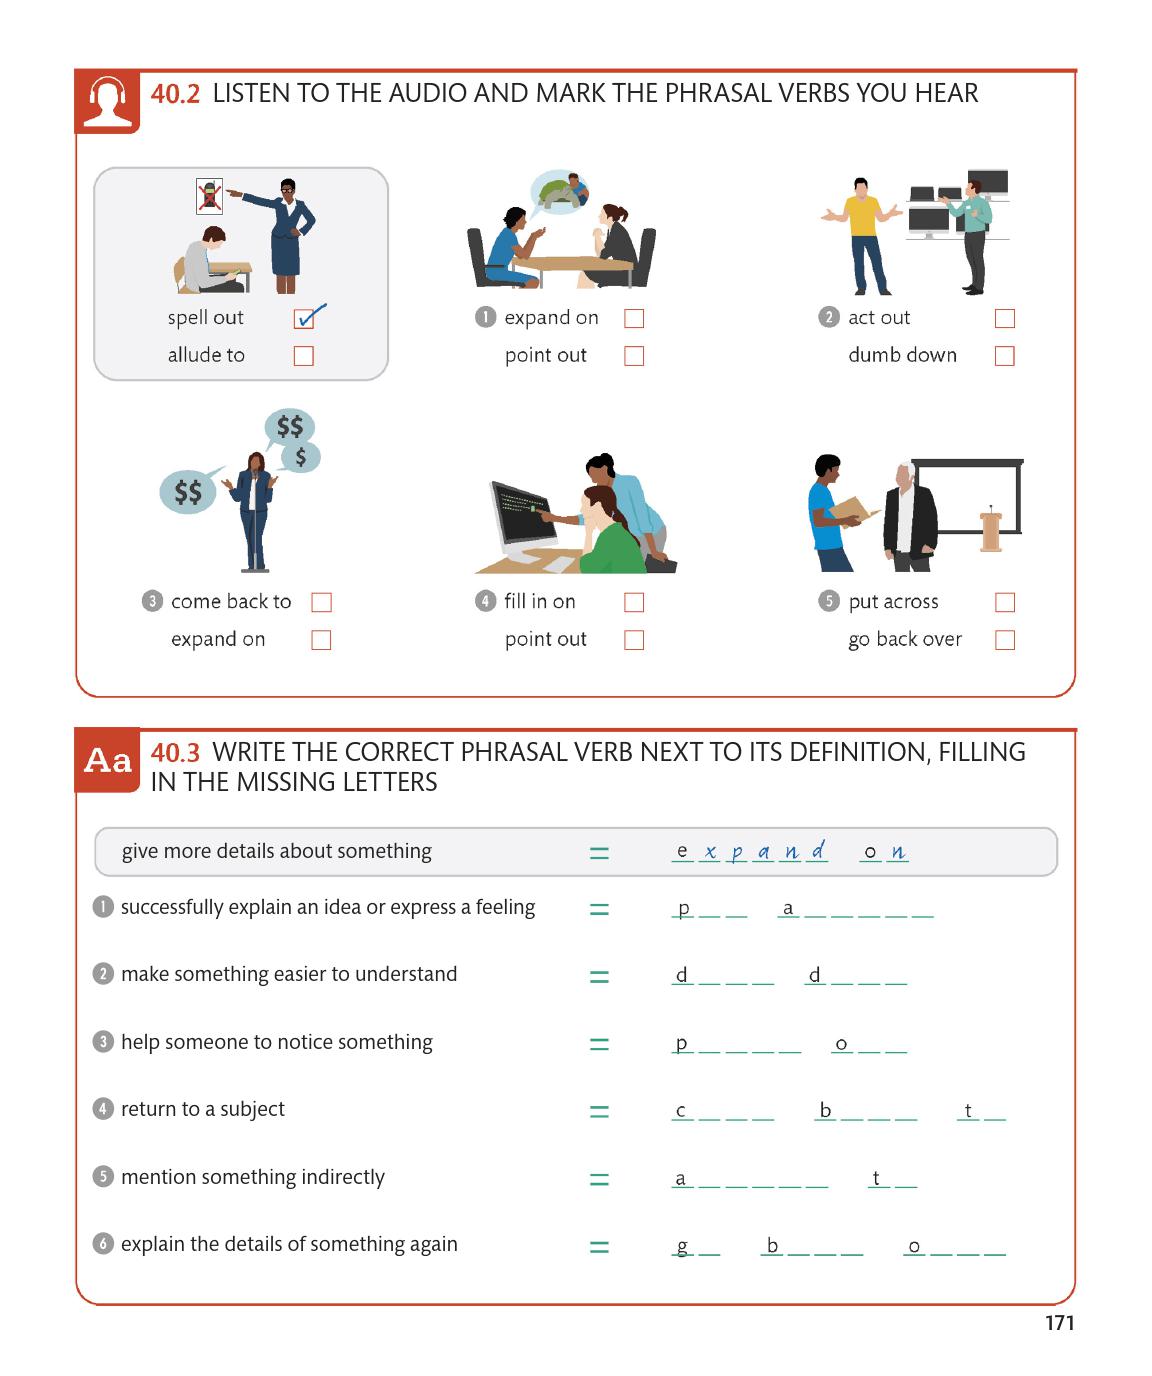 40.2 LISTEN TO THE AUDIO AND MARK THE PHRASAL VERBS YOU HEAR
spell out
allude to
1 expand on
point out
2 act out
dumb down
$$
$
$$
3 come back to
expand on
4 fill in on
point out
5 put across
go back over
Aa 40.3 WRITE THE CORRECT PHRASAL VERB NEXT TO ITS DEFINITION, FILLING
IN THE MISSING LETTERS
give more details about something = e x p a n d o n
1 successfully explain an idea or express a feeling = p _ _ a _ _ _ _ _
2 make something easier to understand = d _ _ _ d _ _ _
3 help someone to notice something = p _ _ _ _ o _ _
4 return to a subject = c _ _ _ b _ _ _ t _
5 mention something indirectly = a _ _ _ _ _ t _
6 explain the details of something again = g _ b _ _ _ o _ _ _
171